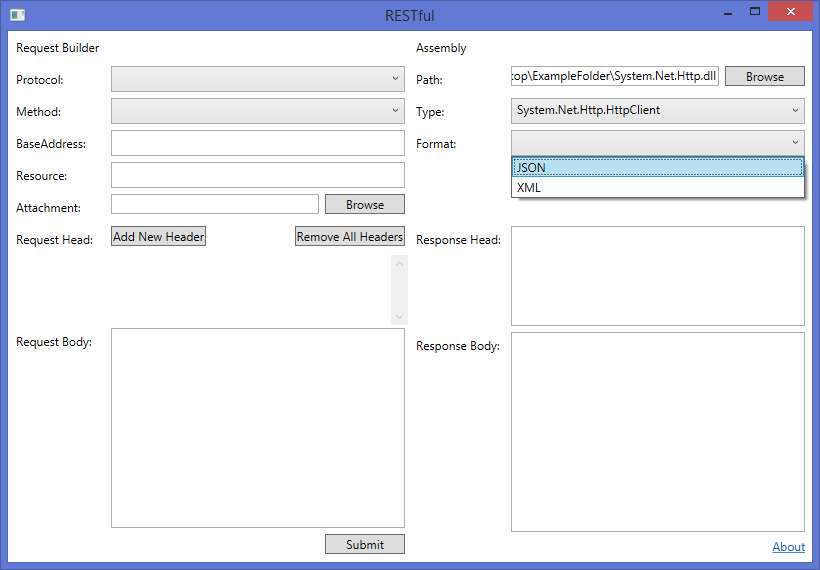 RESTful
Request Builder
Protocol:
Method:
BaseAddress:
Resource:
Attachment:
Browse
Request Head:
Add New Header
Remove All Headers
Request Body:
Submit
Assembly
Path:
top\ExampleFolder\System.Net.Http.dll
Browse
Type:
System.Net.Http.HttpClient
Format:
JSON
XML
Response Head:
Response Body:
About